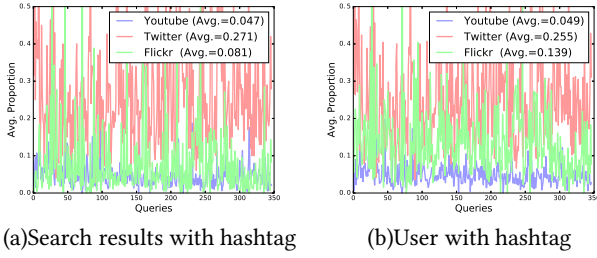 Youtube (Avg.=0.047)
Twitter (Avg.=0.271)
Flickr (Avg.=0.081)
Avg. Proportion
0.5
0.4
0.3
0.2
0.1
0.0
0 50 100 150 200 250 300 350
Queries
(a)Search results with hashtag
Youtube (Avg.=0.049)
Twitter (Avg.=0.255)
Flickr (Avg.=0.139)
Avg. Proportion
0.5
0.4
0.3
0.2
0.1
0.0
0 50 100 150 200 250 300 350
Queries
(b)User with hashtag